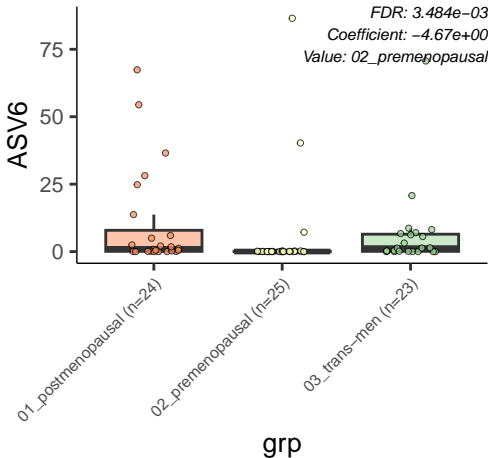 FDR: 3.484e−03
Coefficient: −4.67e+00
Value: 02_premenopausal
75
50
25
0
ASV6
01_postmenopausal (n=24)
02_premenopausal (n=25)
03_trans−men (n=23)
grp